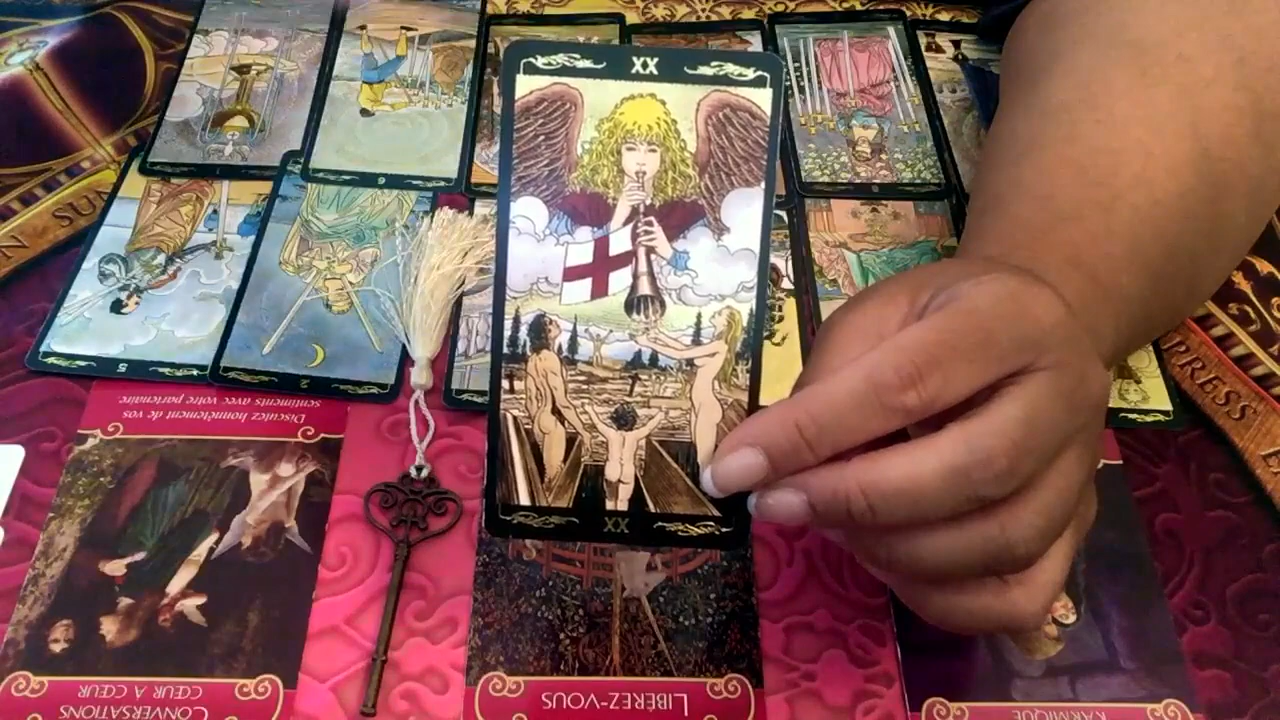 XX
XX
SUN
5
2
6
PRESS
Discutez honnêtement de vos
sentiments avec votre partenaire.
CONVERSATIONS
CŒUR À CŒUR
LIBÉREZ-VOUS
KARMIQUE